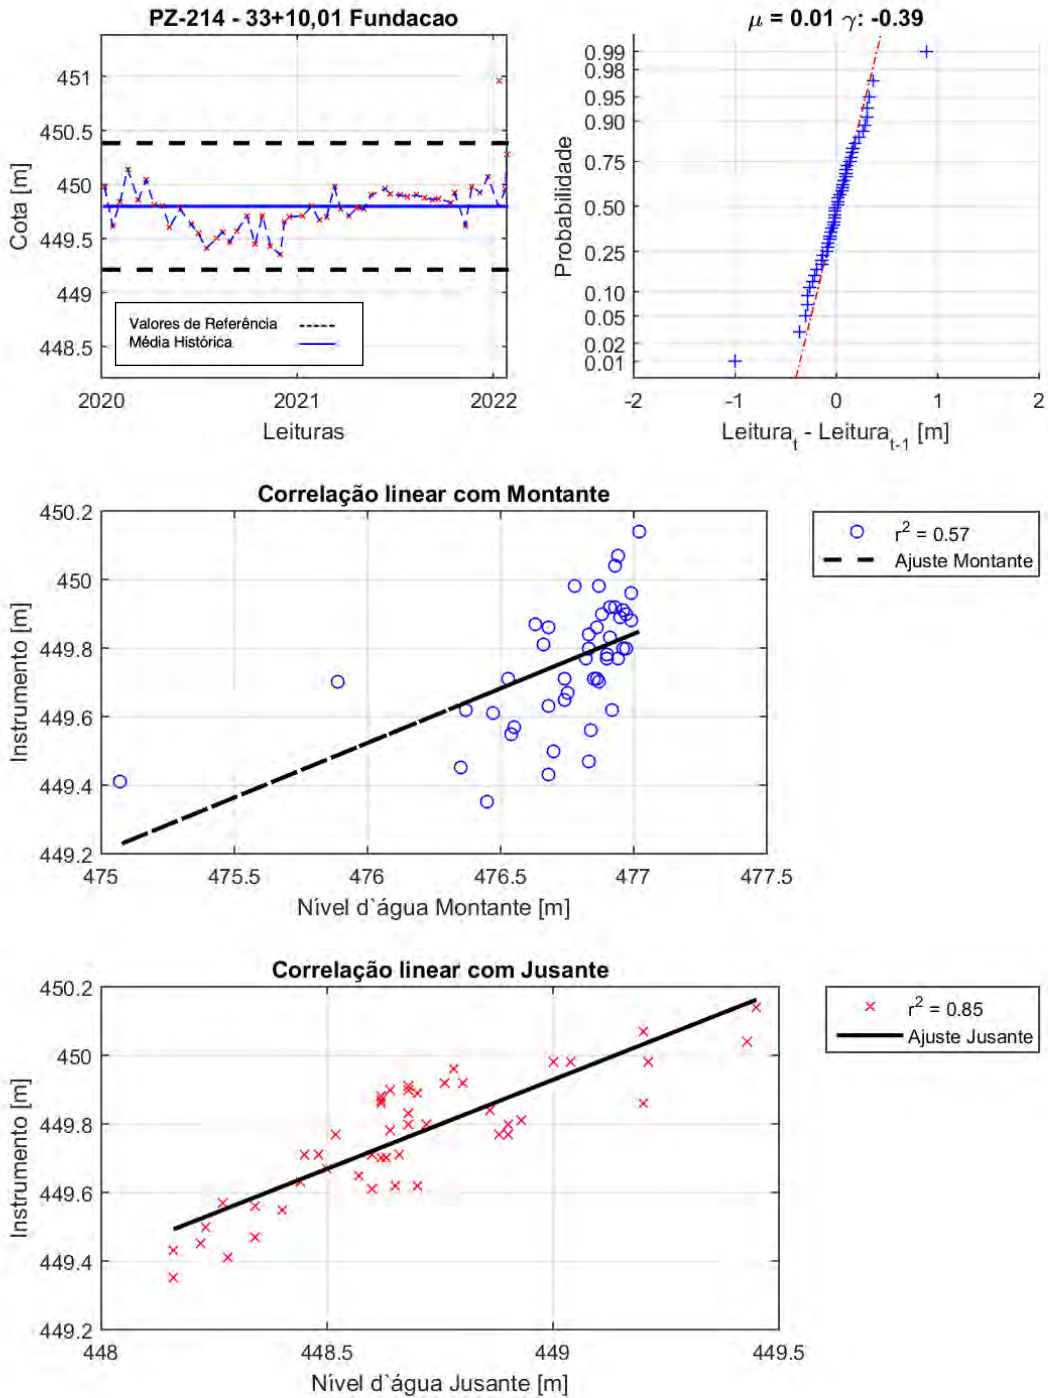 PZ-214 - 33+10,01 Fundacao
451
450.5
450
449.5
449
448.5
Cota [m]
Valores de Referência
Média Histórica
2020
2021
2022
Leituras
μ = 0.01 γ: -0.39
0.99
0.98
0.95
0.90
0.75
0.50
0.25
0.10
0.05
0.02
0.01
Probabilidade
-2
-1
0
1
2
Leitura_t - Leitura_t-1 [m]
Correlação linear com Montante
450.2
450
449.8
449.6
449.4
449.2
Instrumento [m]
475
475.5
476
476.5
477
477.5
Nível d`água Montante [m]
r² = 0.57
Ajuste Montante
Correlação linear com Jusante
450.2
450
449.8
449.6
449.4
449.2
Instrumento [m]
448
448.5
449
449.5
Nível d`água Jusante [m]
r² = 0.85
Ajuste Jusante